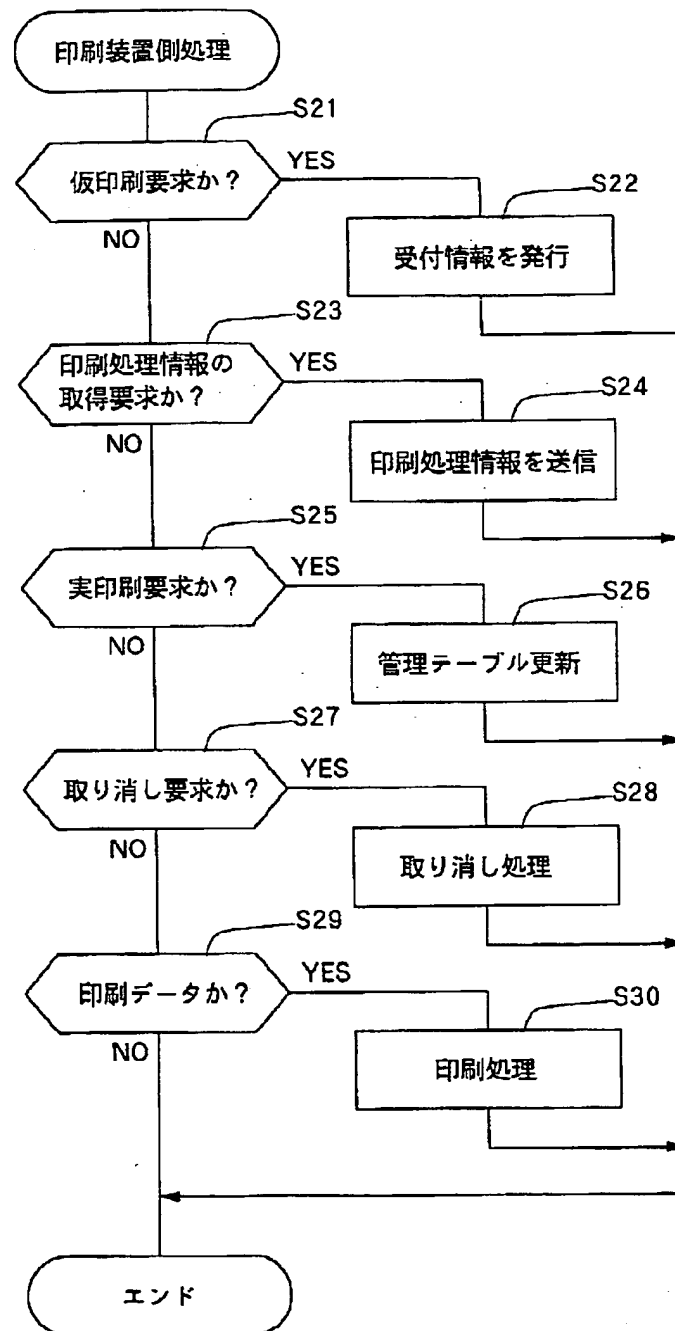 印刷装置側処理
S21
仮印刷要求か？
YES
S22
NO
受付情報を発行
S23
印刷処理情報の
取得要求か？
YES
S24
NO
印刷処理情報を送信
S25
実印刷要求か？
YES
S26
NO
管理テーブル更新
S27
取り消し要求か？
YES
S28
NO
取り消し処理
S29
印刷データか？
YES
S30
NO
印刷処理
エンド